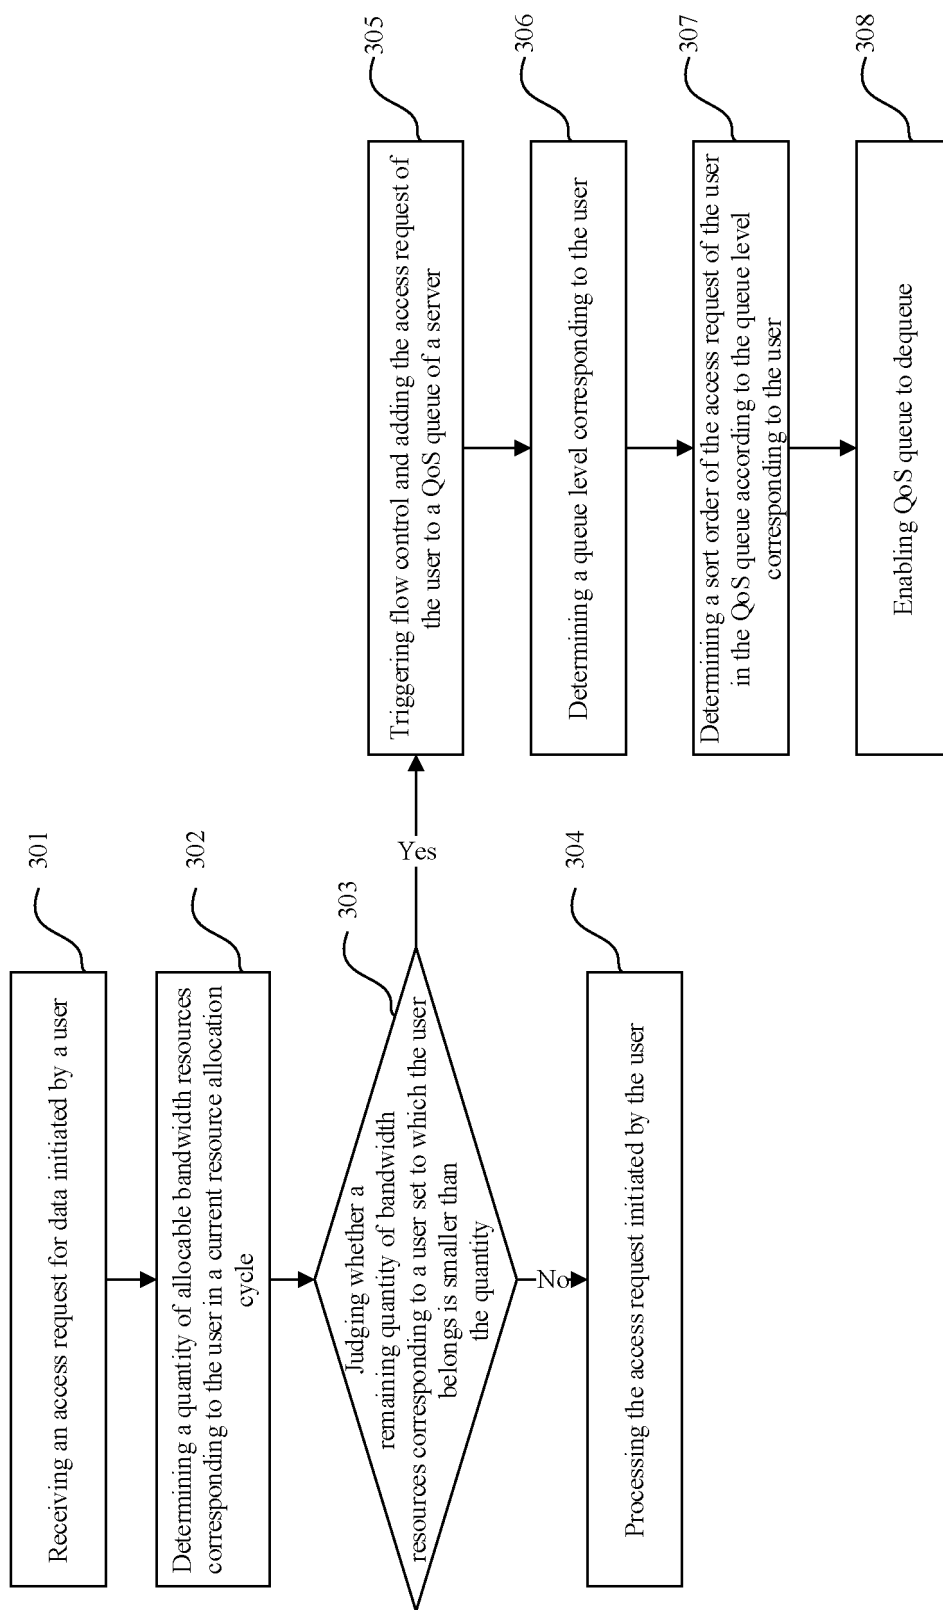 301
Receiving an access request for data initiated by a user
302
Determining a quantity of allocable bandwidth resources
corresponding to the user in a current resource allocation
cycle
303
Judging whether a
remaining quantity of bandwidth
resources corresponding to a user set to which the user
belongs is smaller than
the quantity
Yes
No
304
Processing the access request initiated by the user
305
Triggering flow control and adding the access request of
the user to a QoS queue of a server
306
Determining a queue level corresponding to the user
307
Determining a sort order of the access request of the user
in the QoS queue according to the queue level
corresponding to the user
308
Enabling QoS queue to dequeue